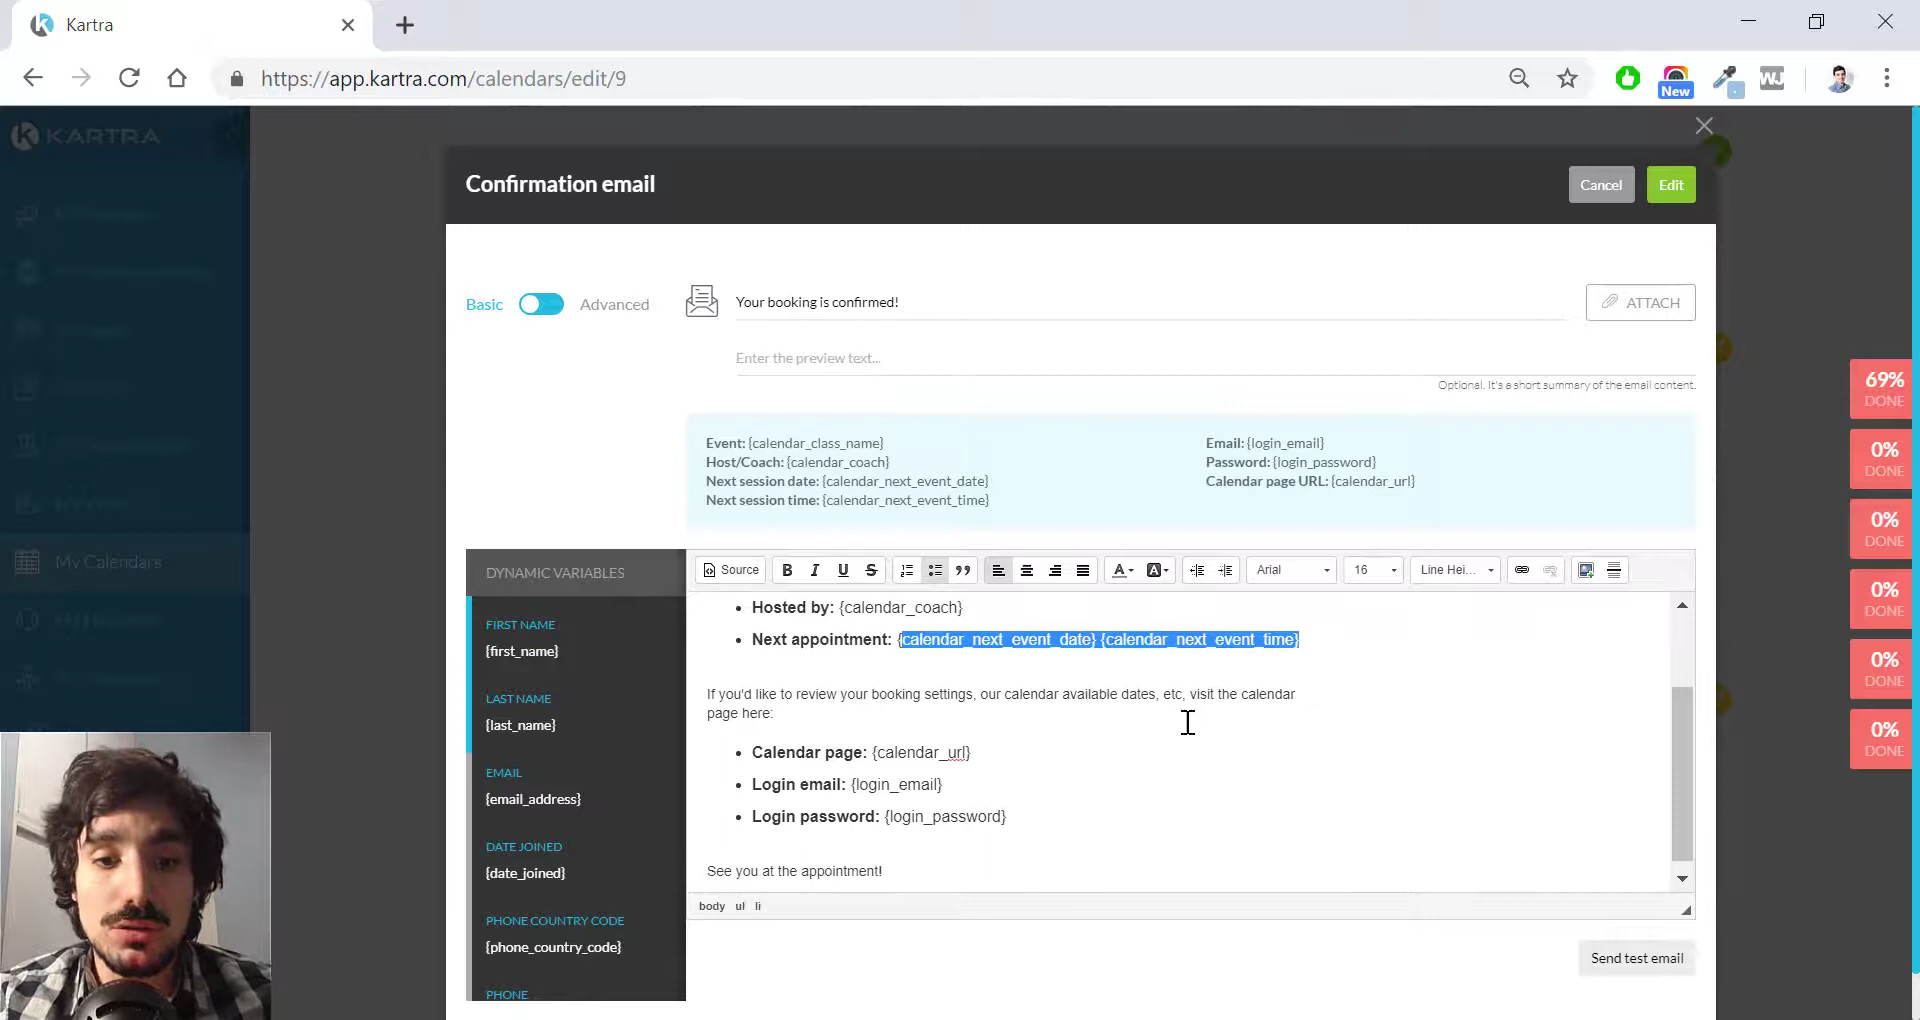 Kartra
https://app.kartra.com/calendars/edit/9
New
KARTRA
Confirmation email
Cancel
Edit
Basic
Advanced
Your booking is confirmed!
ATTACH
Enter the preview text...
Optional. It's a short summary of the email content.
Event: {calendar_class_name}
Host/Coach: {calendar_coach}
Next session date: {calendar_next_event_date}
Next session time: {calendar_next_event_time}
Email: {login_email}
Password: {login_password}
Calendar page URL: {calendar_url}
69%
DONE
0%
DONE
0%
DONE
0%
DONE
0%
DONE
0%
DONE
My Calendars
DYNAMIC VARIABLES
FIRST NAME
{first_name}
LAST NAME
{last_name}
EMAIL
{email_address}
DATE JOINED
{date_joined}
PHONE COUNTRY CODE
{phone_country_code}
PHONE
Source
B I U S
A A
Arial
16
Line Hei...
Hosted by: {calendar_coach}
Next appointment: {calendar_next_event_date} {calendar_next_event_time}
If you'd like to review your booking settings, our calendar available dates, etc, visit the calendar
page here:
Calendar page: {calendar_url}
Login email: {login_email}
Login password: {login_password}
See you at the appointment!
body ul li
Send test email